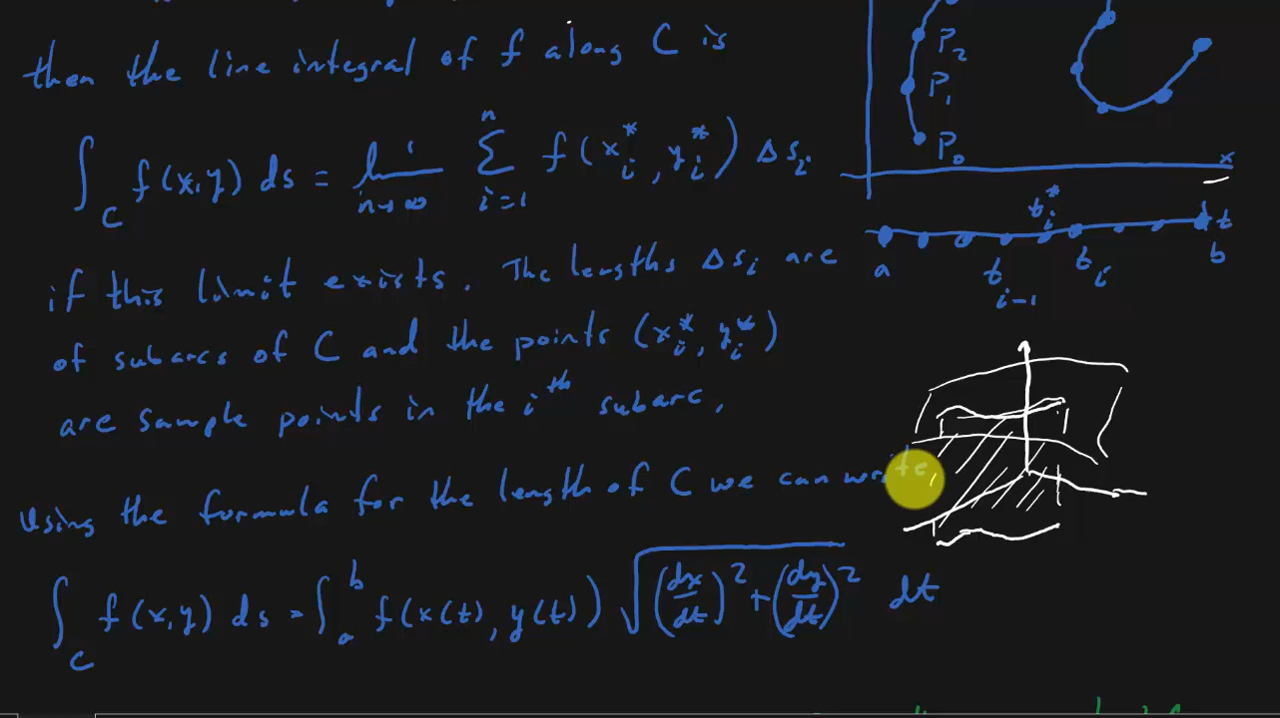 then the line integral of f along C is
∫_C f(x,y) ds = lim_{n→∞} Σ_{i=1}^{n} f(x_i^*, y_i^*) Δs_i
if this limit exists. The lengths Δs_i are
of subarcs of C and the points (x_i^*, y_i^*)
are sample points in the i^th subarc.
Using the formula for the length of C we can write,
∫_C f(x,y) ds = ∫_a^b f(x(t), y(t)) √((dx/dt)^2 + (dy/dt)^2) dt
P_2
P_1
P_0
x
t_i^*
t
a
t_{i-1}
t_i
b